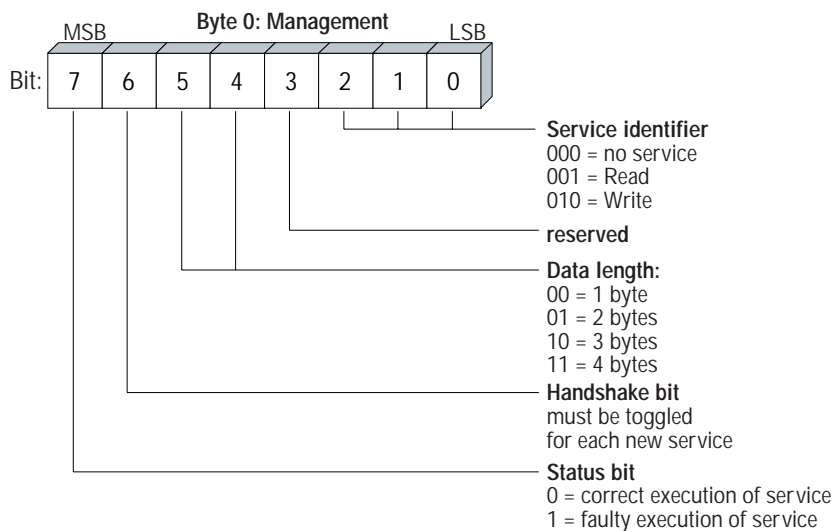 Byte 0: Management
MSB LSB
Bit: 7 6 5 4 3 2 1 0
Service identifier
000 = no service
001 = Read
010 = Write
reserved
Data length:
00 = 1 byte
01 = 2 bytes
10 = 3 bytes
11 = 4 bytes
Handshake bit
must be toggled
for each new service
Status bit
0 = correct execution of service
1 = faulty execution of service